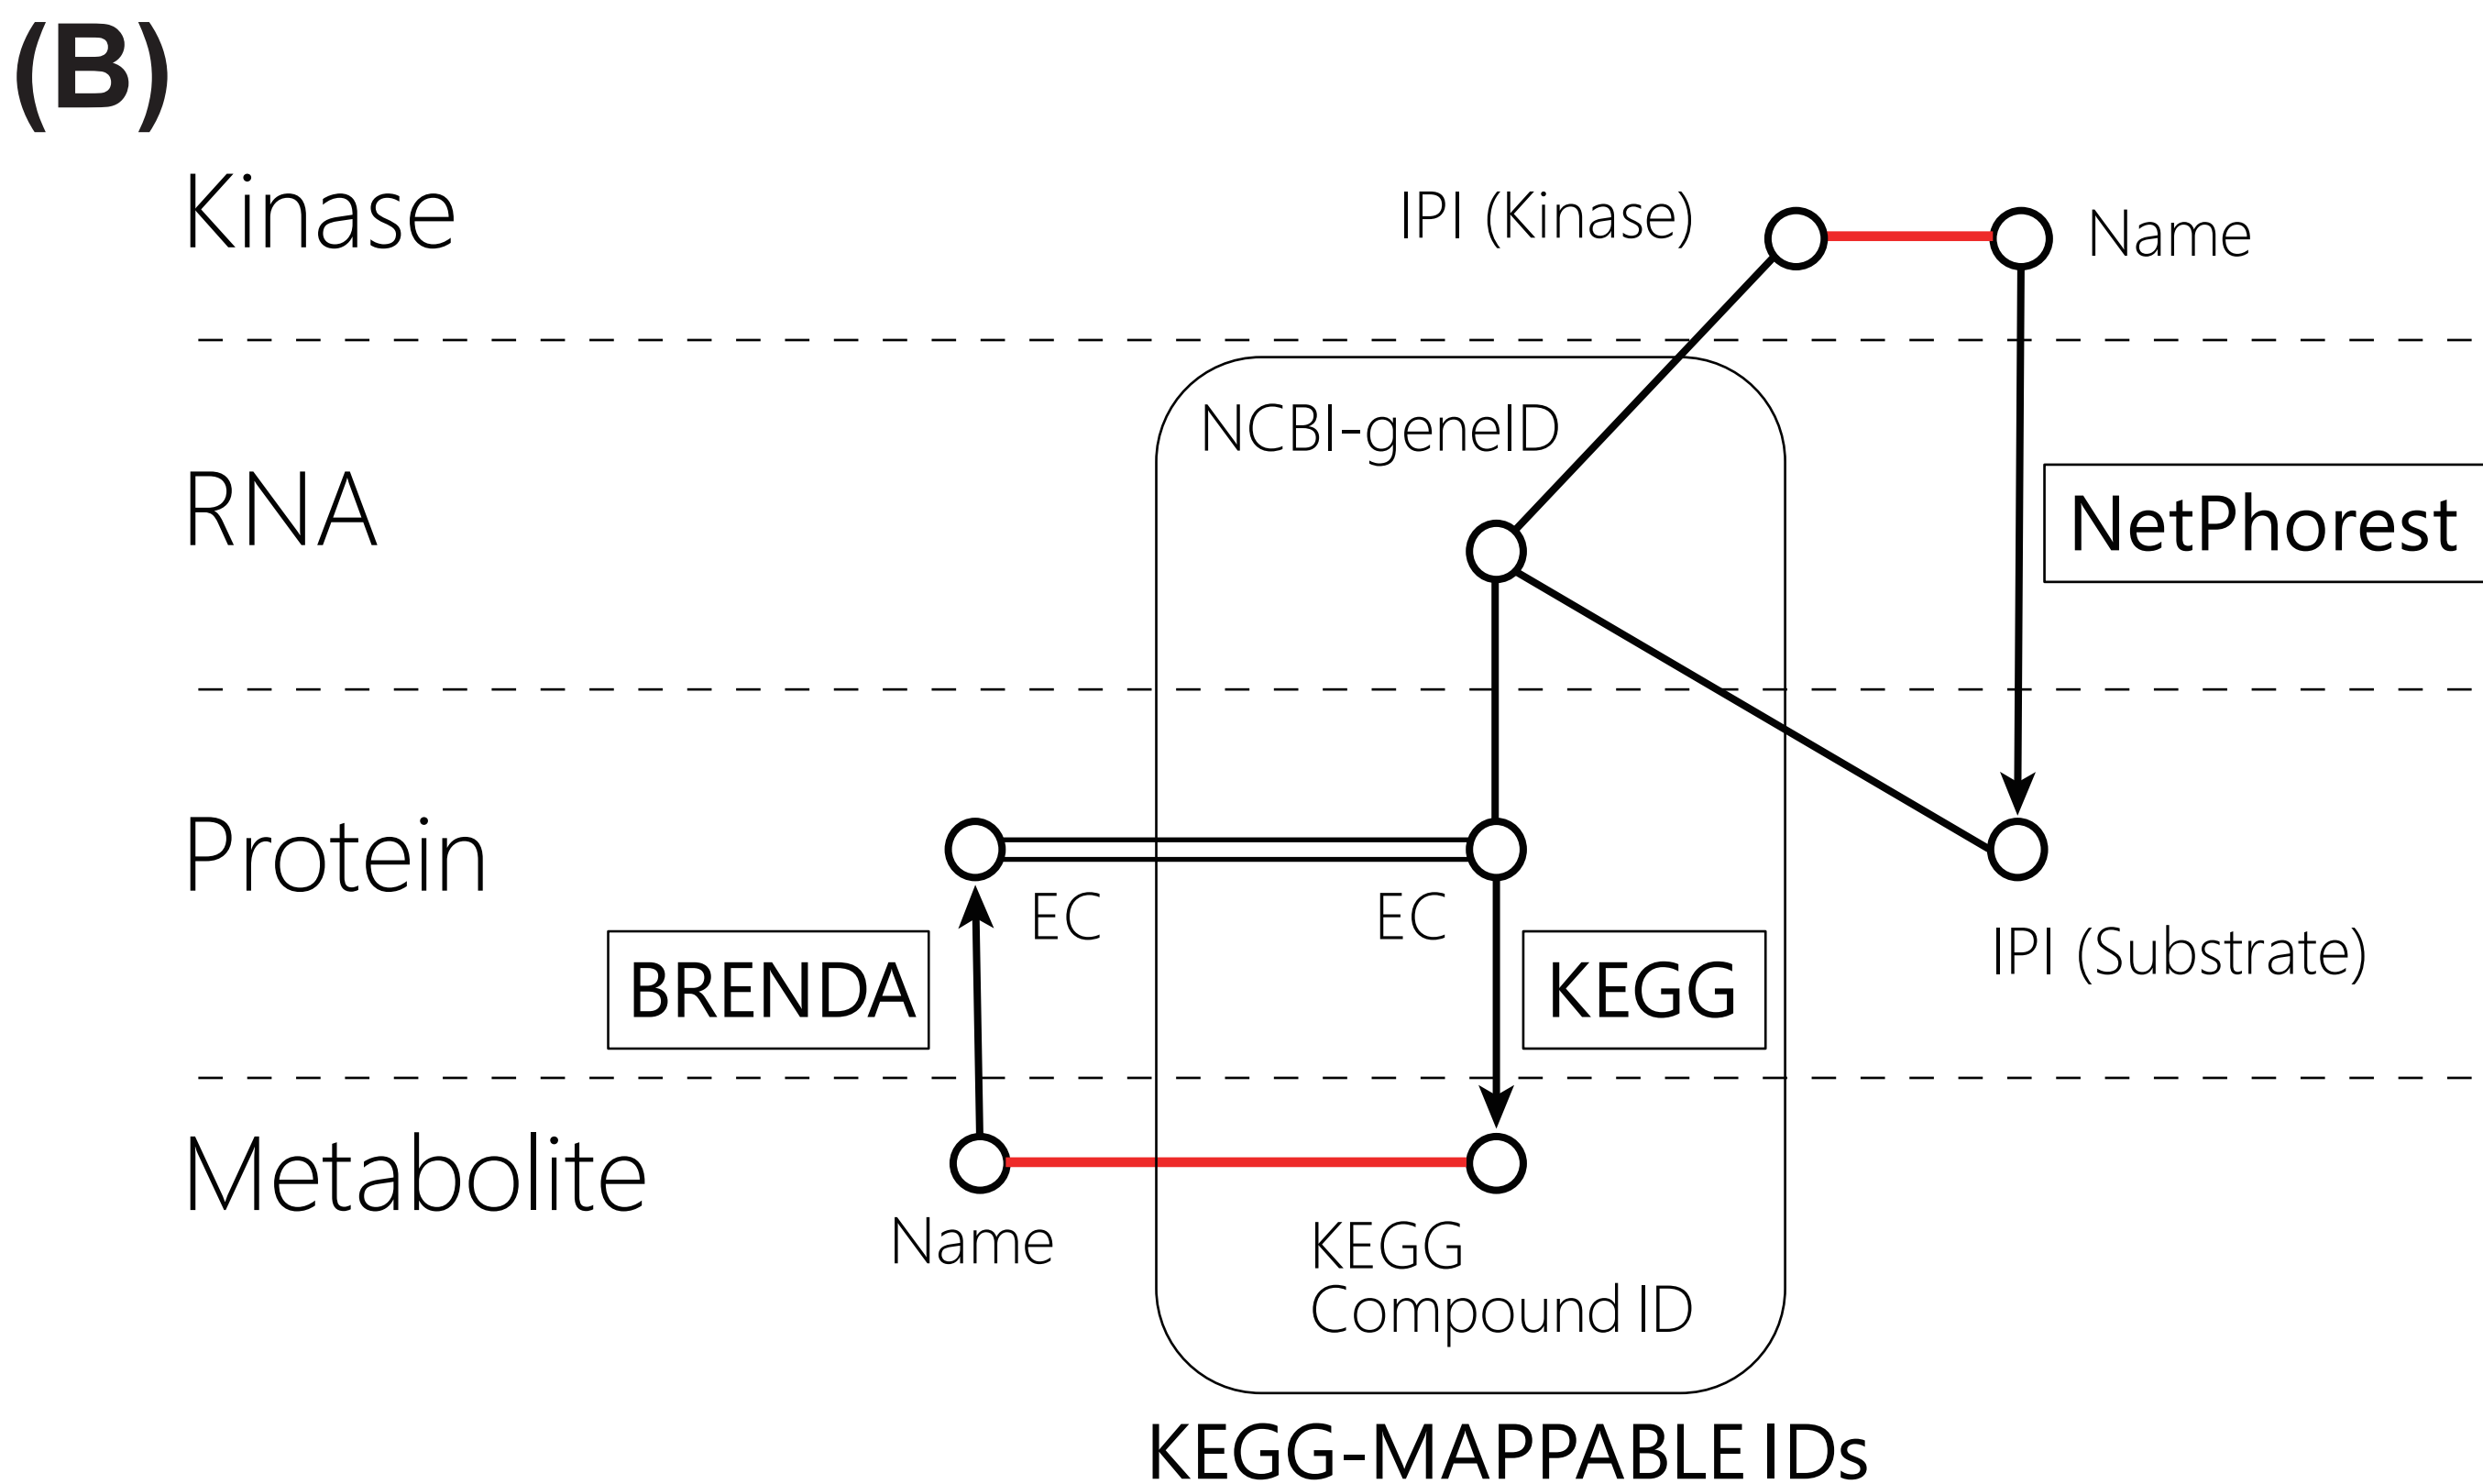 (B)
Kinase
IPI (Kinase)
Name
NCBI-geneID
RNA
NetPhorest
Protein
EC
EC
BRENDA
KEGG
IPI (Substrate)
Metabolite
Name
KEGG
Compound ID
KEGG-MAPPABLE IDs